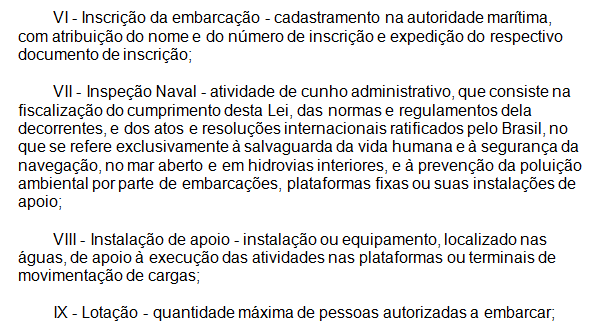 VI - Inscrição da embarcação - cadastramento na autoridade marítima,
com atribuição do nome e do número de inscrição e expedição do respectivo
documento de inscrição;
VII - Inspeção Naval - atividade de cunho administrativo, que consiste na
fiscalização do cumprimento desta Lei, das normas e regulamentos dela
decorrentes, e dos atos e resoluções internacionais ratificados pelo Brasil, no
que se refere exclusivamente à salvaguarda da vida humana e à segurança da
navegação, no mar aberto e em hidrovias interiores, e à prevenção da poluição
ambiental por parte de embarcações, plataformas fixas ou suas instalações de
apoio;
VIII - Instalação de apoio - instalação ou equipamento, localizado nas
águas, de apoio à execução das atividades nas plataformas ou terminais de
movimentação de cargas;
IX - Lotação - quantidade máxima de pessoas autorizadas a embarcar;